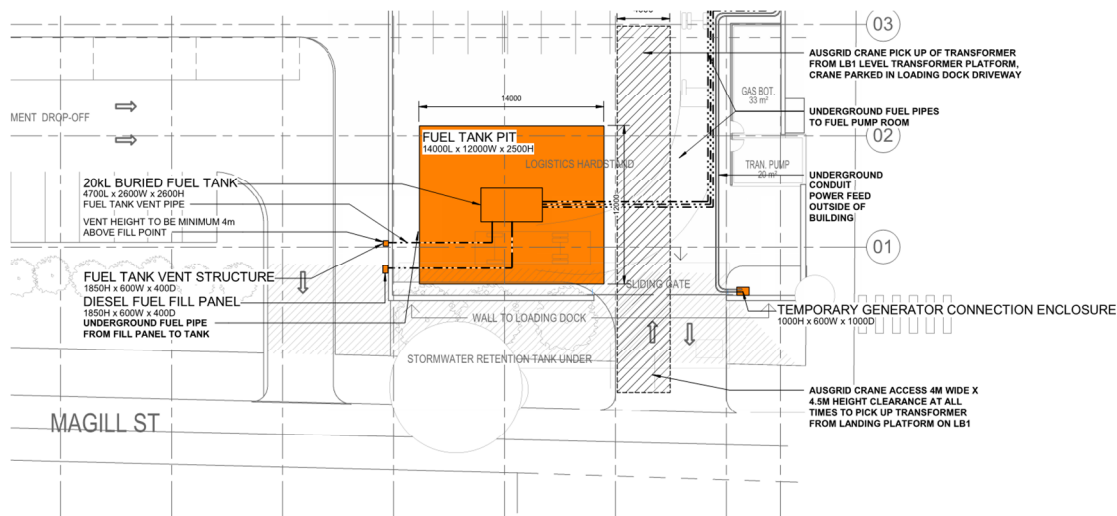 03
AUSGRID CRANE PICK UP OF TRANSFORMER
FROM LB1 LEVEL TRANSFORMER PLATFORM,
CRANE PARKED IN LOADING DOCK DRIVEWAY
GAS BOT.
33 m²
14000
MENT DROP-OFF
UNDERGROUND FUEL PIPES
TO FUEL PUMP ROOM
02
FUEL TANK PIT
14000L x 12000W x 2500H
LOGISTICS HARDSTAND
TRAN. PUMP
20 m²
20kL BURIED FUEL TANK
4700L x 2600W x 2600H
FUEL TANK VENT PIPE
VENT HEIGHT TO BE MINIMUM 4m
ABOVE FILL POINT
UNDERGROUND
CONDUIT
POWER FEED
OUTSIDE OF
BUILDING
12000
01
FUEL TANK VENT STRUCTURE
1850H x 600W x 400D
DIESEL FUEL FILL PANEL
1850H x 600W x 400D
UNDERGROUND FUEL PIPE
FROM FILL PANEL TO TANK
SLIDING GATE
WALL TO LOADING DOCK
TEMPORARY GENERATOR CONNECTION ENCLOSURE
1000H x 600W x 1000D
STORMWATER RETENTION TANK UNDER
AUSGRID CRANE ACCESS 4M WIDE X
4.5M HEIGHT CLEARANCE AT ALL
TIMES TO PICK UP TRANSFORMER
FROM LANDING PLATFORM ON LB1
MAGILL ST